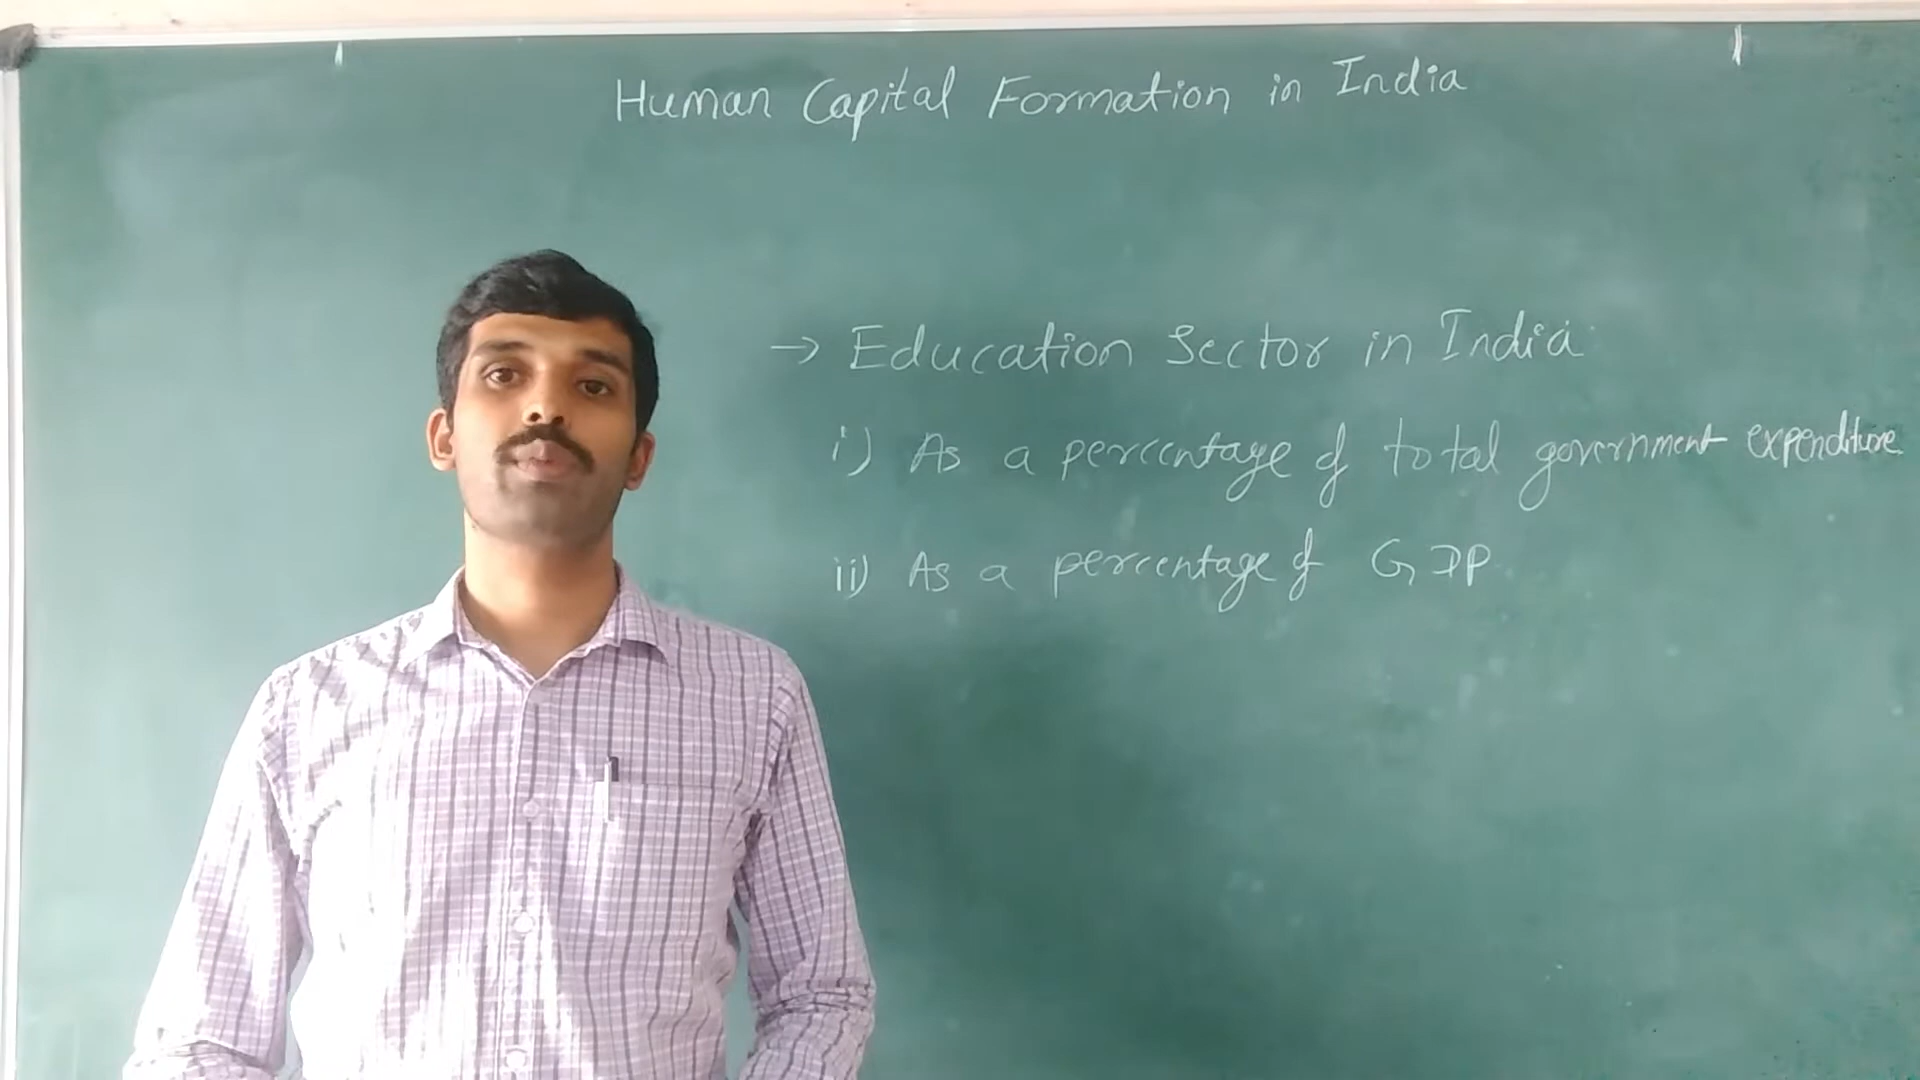 Human Capital Formation in India
→ Education Sector in India
i) As a percentage of total government expenditure
ii) As a percentage of GDP